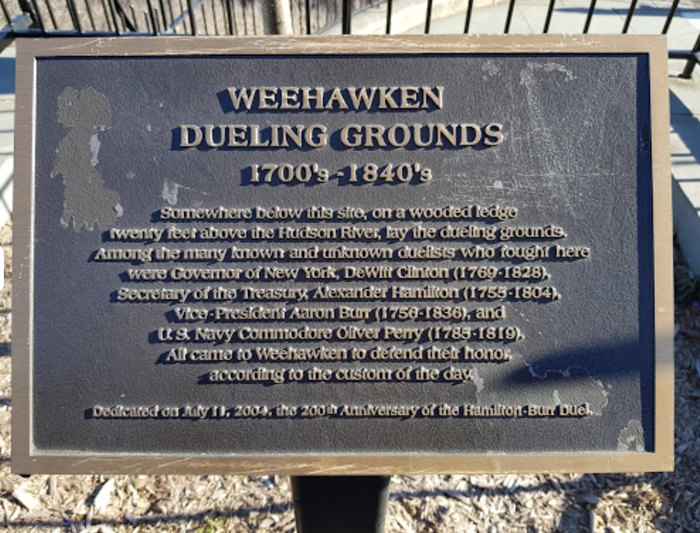 WEEHAWKEN
DUELING GROUNDS
1700's - 1840's
Somewhere below this site, on a wooded ledge
twenty feet above the Hudson River, lay the dueling grounds.
Among the many known and unknown duelists who fought here
were Governor of New York, DeWitt Clinton (1769-1828),
Secretary of the Treasury, Alexander Hamilton (1755-1804),
Vice-President Aaron Burr (1756-1836), and
U.S. Navy Commodore Oliver Perry (1785-1819).
All came to Weehawken to defend their honor,
according to the custom of the day.
Dedicated on July 11, 2004, the 200th Anniversary of the Hamilton-Burr Duel.